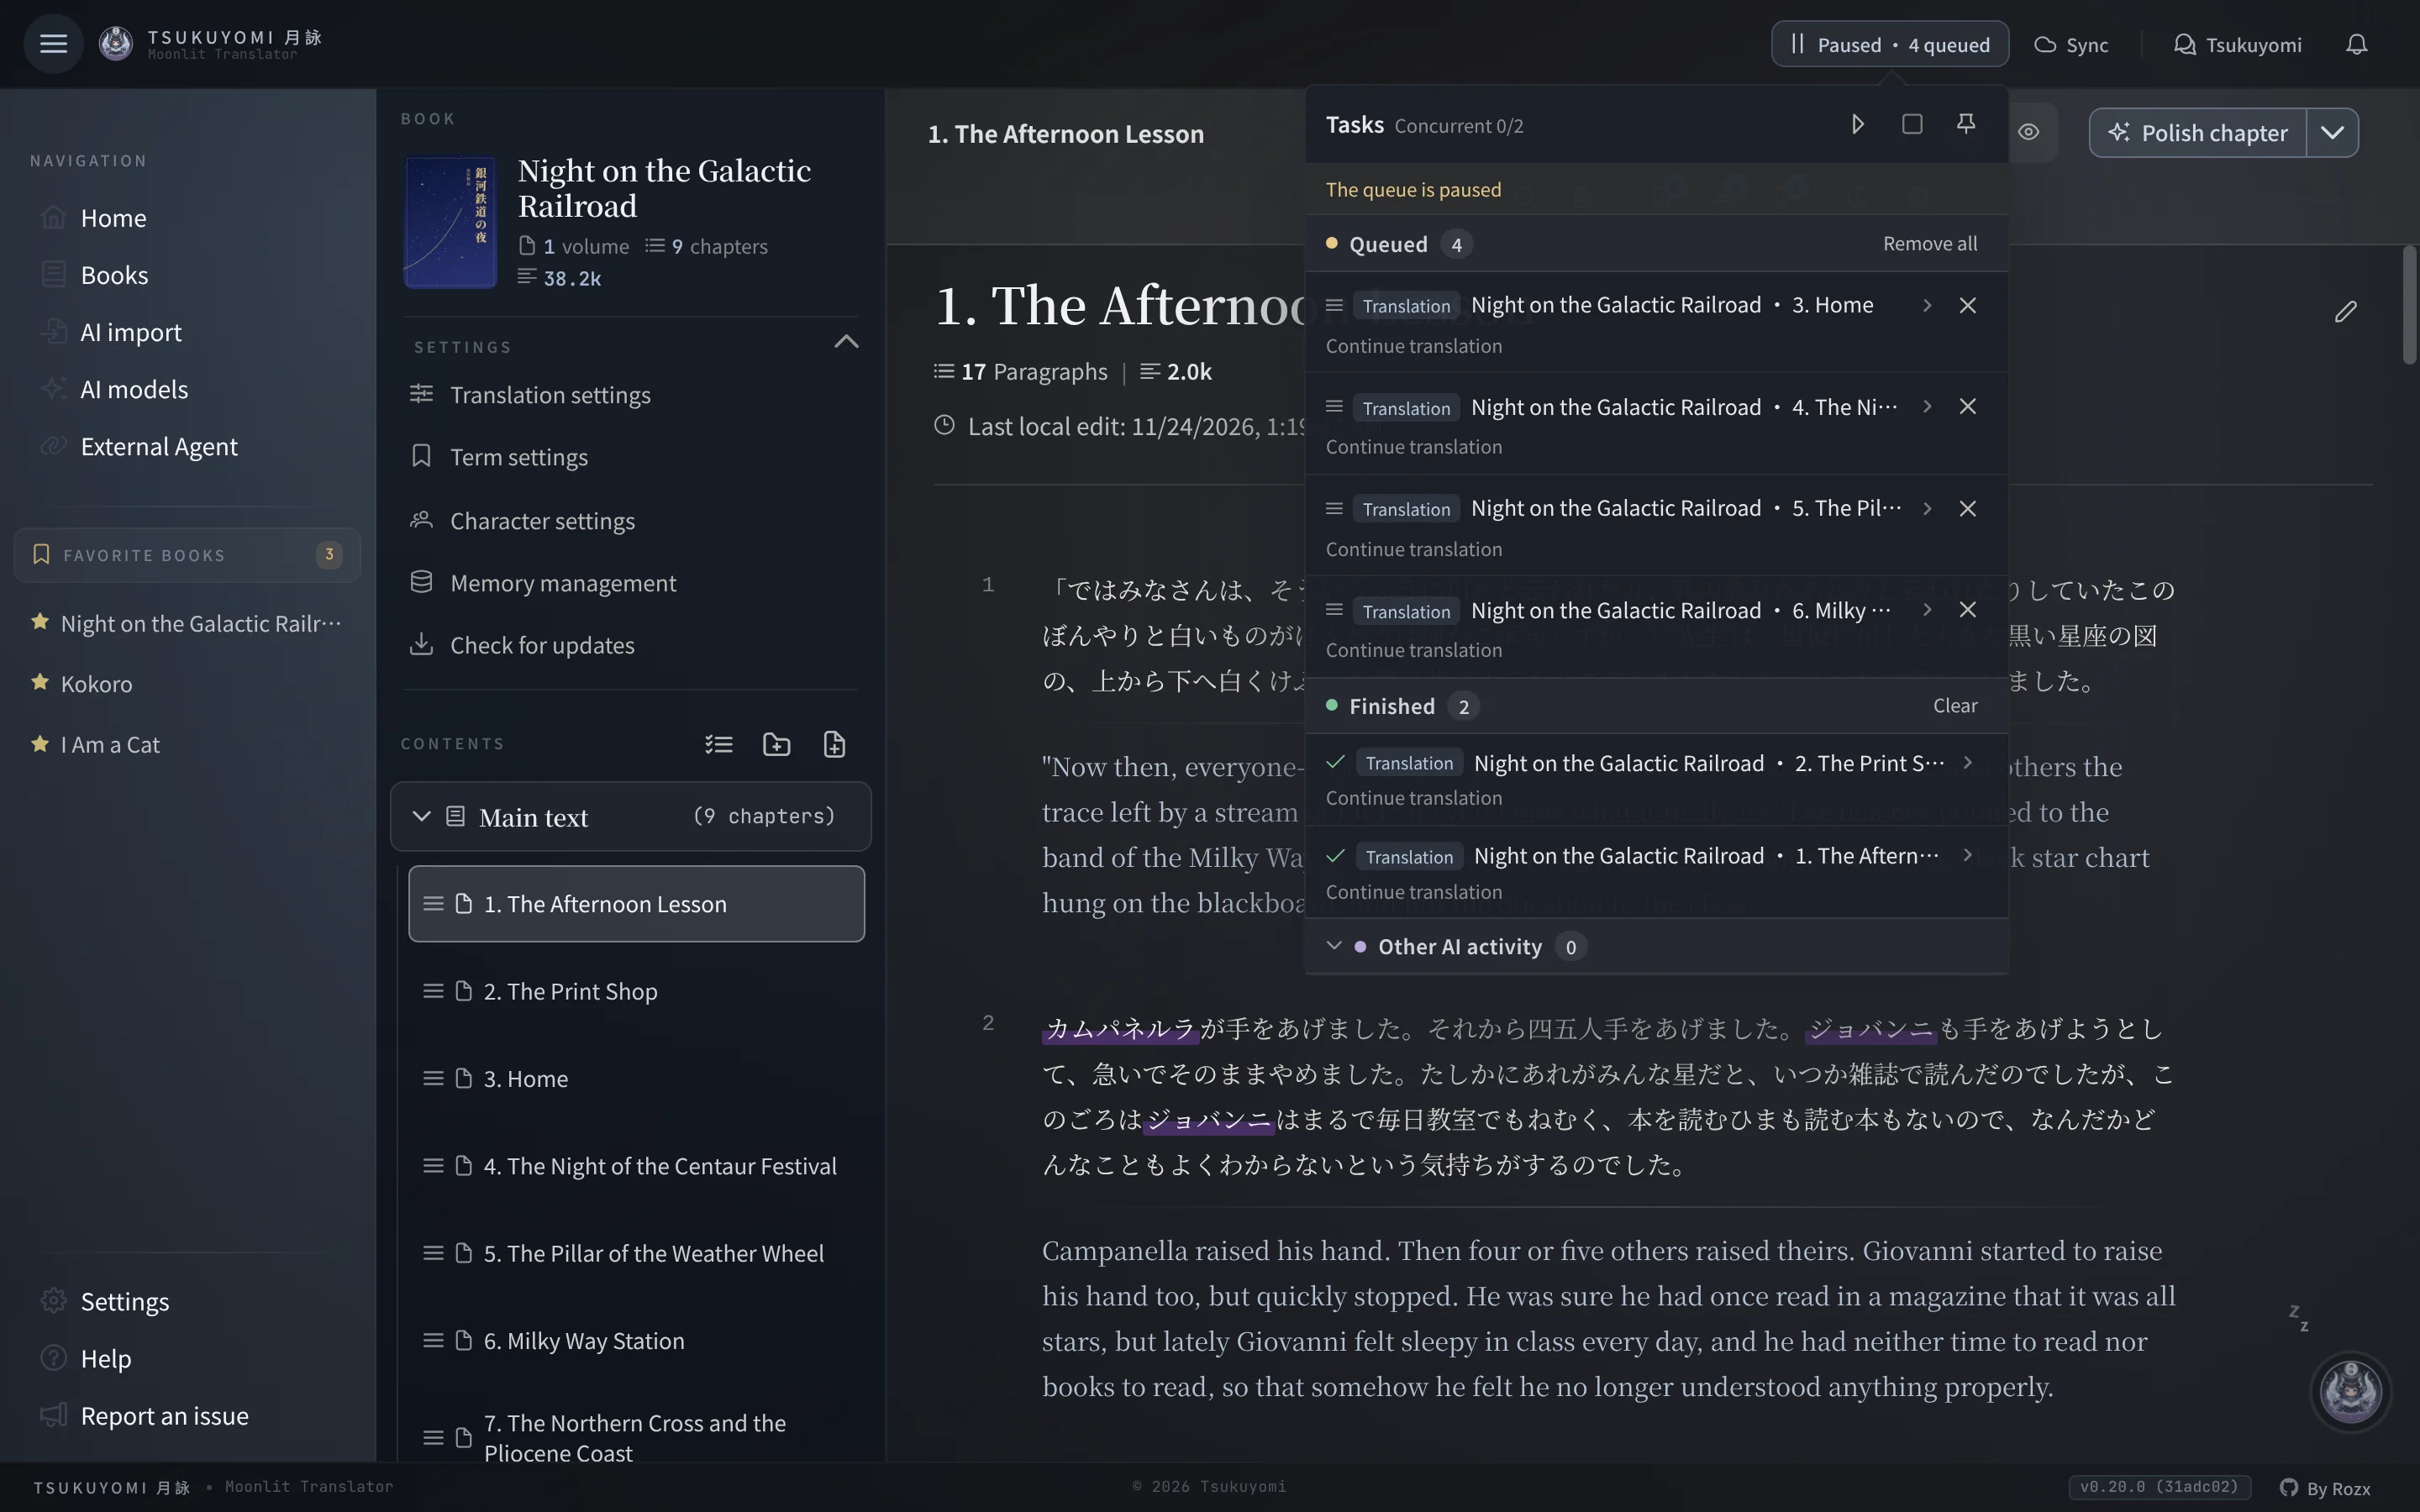 TSUKUYOMI 月詠
Moonlit Translator
Paused • 4 queued
Sync
Tsukuyomi
NAVIGATION
Home
Books
AI import
AI models
External Agent
FAVORITE BOOKS 3
Night on the Galactic Railr···
Kokoro
I Am a Cat
Settings
Help
Report an issue
BOOK
銀河鉄道の夜
Night on the Galactic
Railroad
1 volume 9 chapters
38.2k
SETTINGS
Translation settings
Term settings
Character settings
Memory management
Check for updates
CONTENTS
Main text (9 chapters)
1. The Afternoon Lesson
2. The Print Shop
3. Home
4. The Night of the Centaur Festival
5. The Pillar of the Weather Wheel
6. Milky Way Station
7. The Northern Cross and the
Pliocene Coast
1. The Afternoon Lesson
Polish chapter
1. The Afternoo
17 Paragraphs | 2.0k
Last local edit: 11/24/2026, 1:19
Tasks Concurrent 0/2
The queue is paused
Queued 4 Remove all
Translation Night on the Galactic Railroad • 3. Home
Continue translation
Translation Night on the Galactic Railroad • 4. The Ni···
Continue translation
Translation Night on the Galactic Railroad • 5. The Pil···
Continue translation
Translation Night on the Galactic Railroad • 6. Milky ···
Continue translation
Finished 2 Clear
Translation Night on the Galactic Railroad • 2. The Print S···
Continue translation
Translation Night on the Galactic Railroad • 1. The Aftern···
Continue translation
Other AI activity 0
1
「ではみなさんは、そ りしていたこの
ぼんやりと白いものが 黒い星座の図
の、上から下へ白くけ ました。
"Now then, everyone- others the
trace left by a stream ed to the
band of the Milky Wa k star chart
hung on the blackboa
2
カムパネルラが手をあげました。それから四五人手をあげました。ジョバンニも手をあげようとし
て、急いでそのままやめました。たしかにあれがみんな星だと、いつか雑誌で読んだのでしたが、こ
のごろはジョバンニはまるで毎日教室でもねむく、本を読むひまも読む本もないので、なんだかど
んなこともよくわからないという気持ちがするのでした。
Campanella raised his hand. Then four or five others raised theirs. Giovanni started to raise
his hand too, but quickly stopped. He was sure he had once read in a magazine that it was all
stars, but lately Giovanni felt sleepy in class every day, and he had neither time to read nor
books to read, so that somehow he felt he no longer understood anything properly.
z
z
TSUKUYOMI 月詠 • Moonlit Translator
© 2026 Tsukuyomi
v0.20.0 (31adc02)
By Rozx